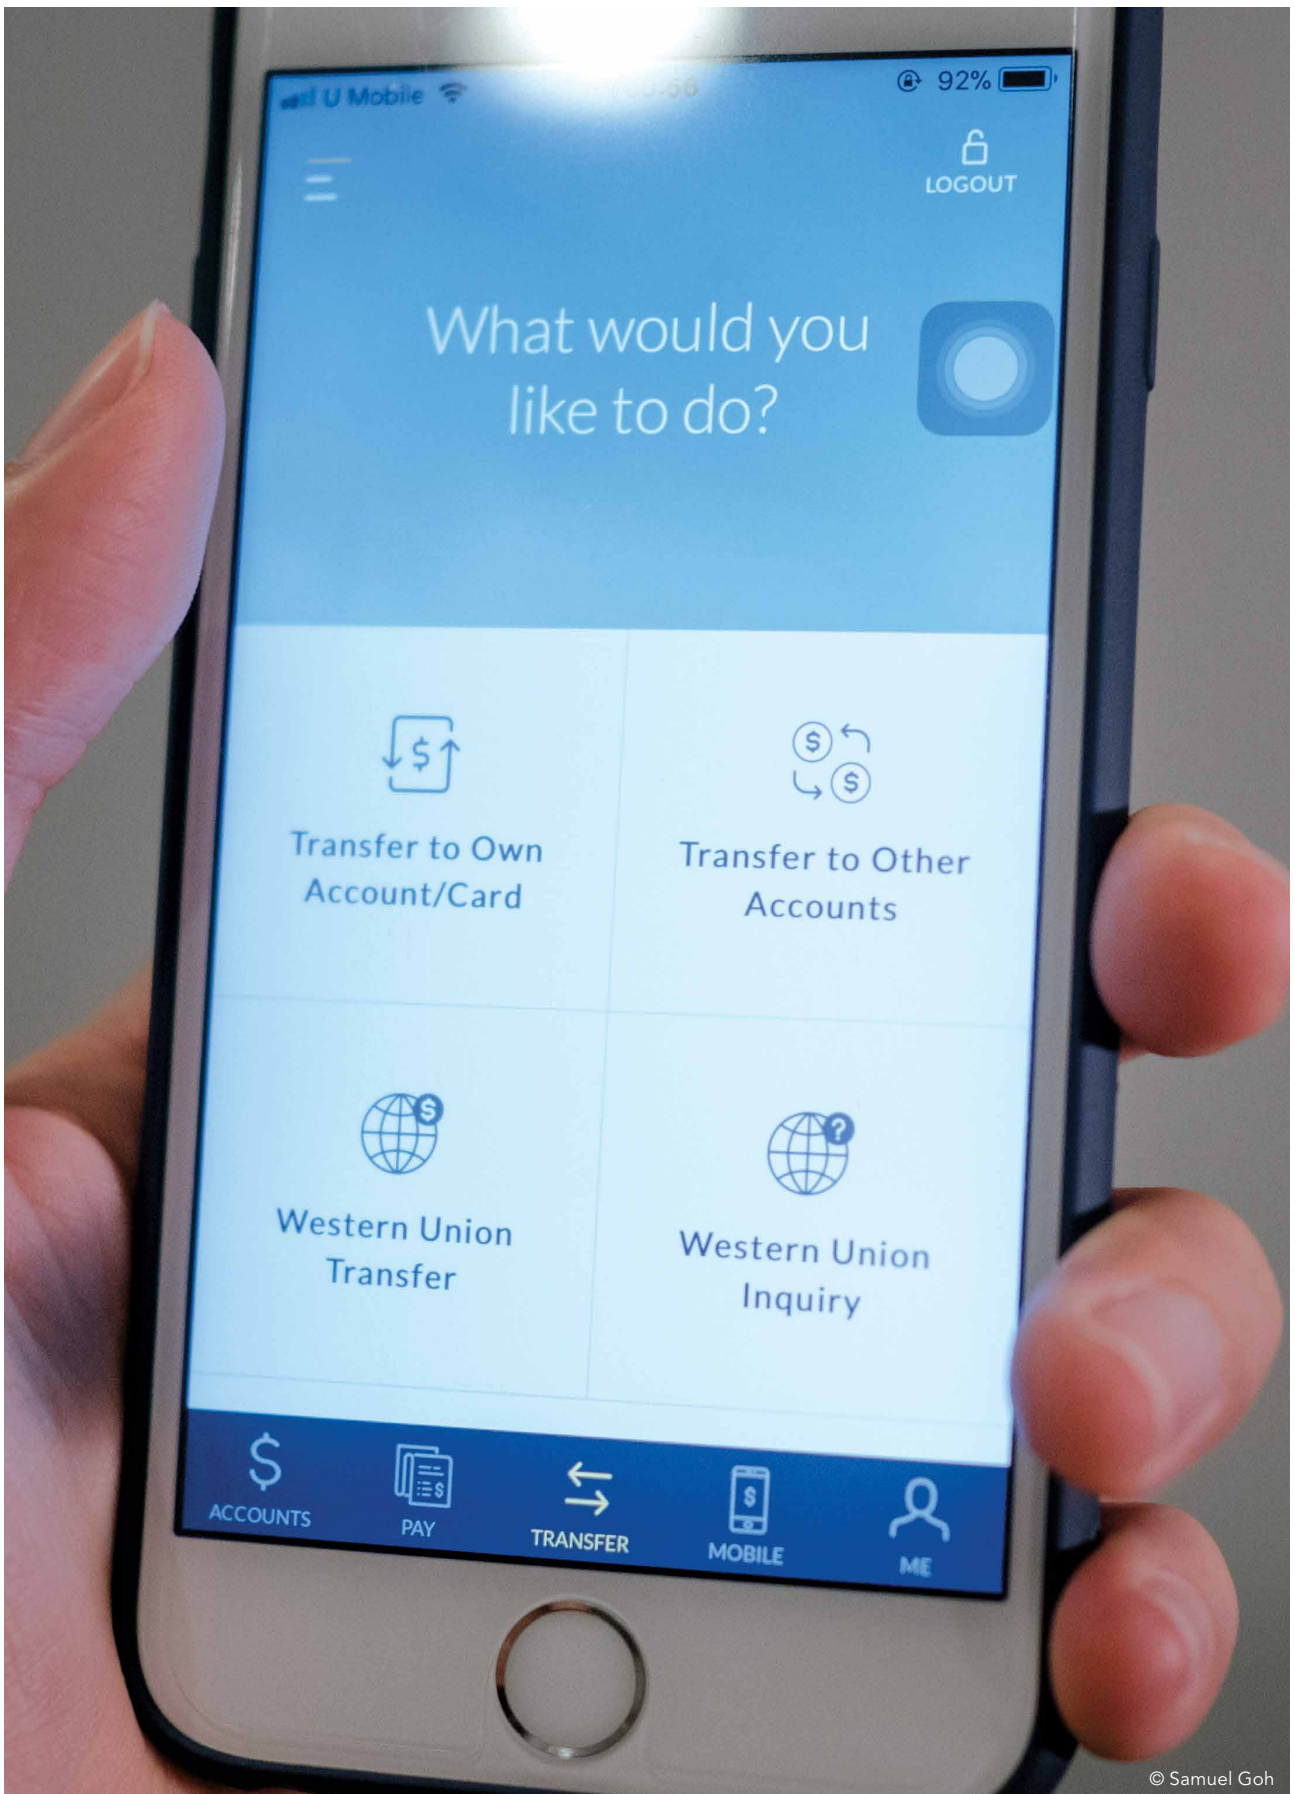 U Mobile
92%
LOGOUT
What would you
like to do?
$
$
$
Transfer to Own
Account/Card
Transfer to Other
Accounts
$
?
Western Union
Transfer
Western Union
Inquiry
$
$
$
ACCOUNTS
PAY
TRANSFER
MOBILE
ME
© Samuel Goh